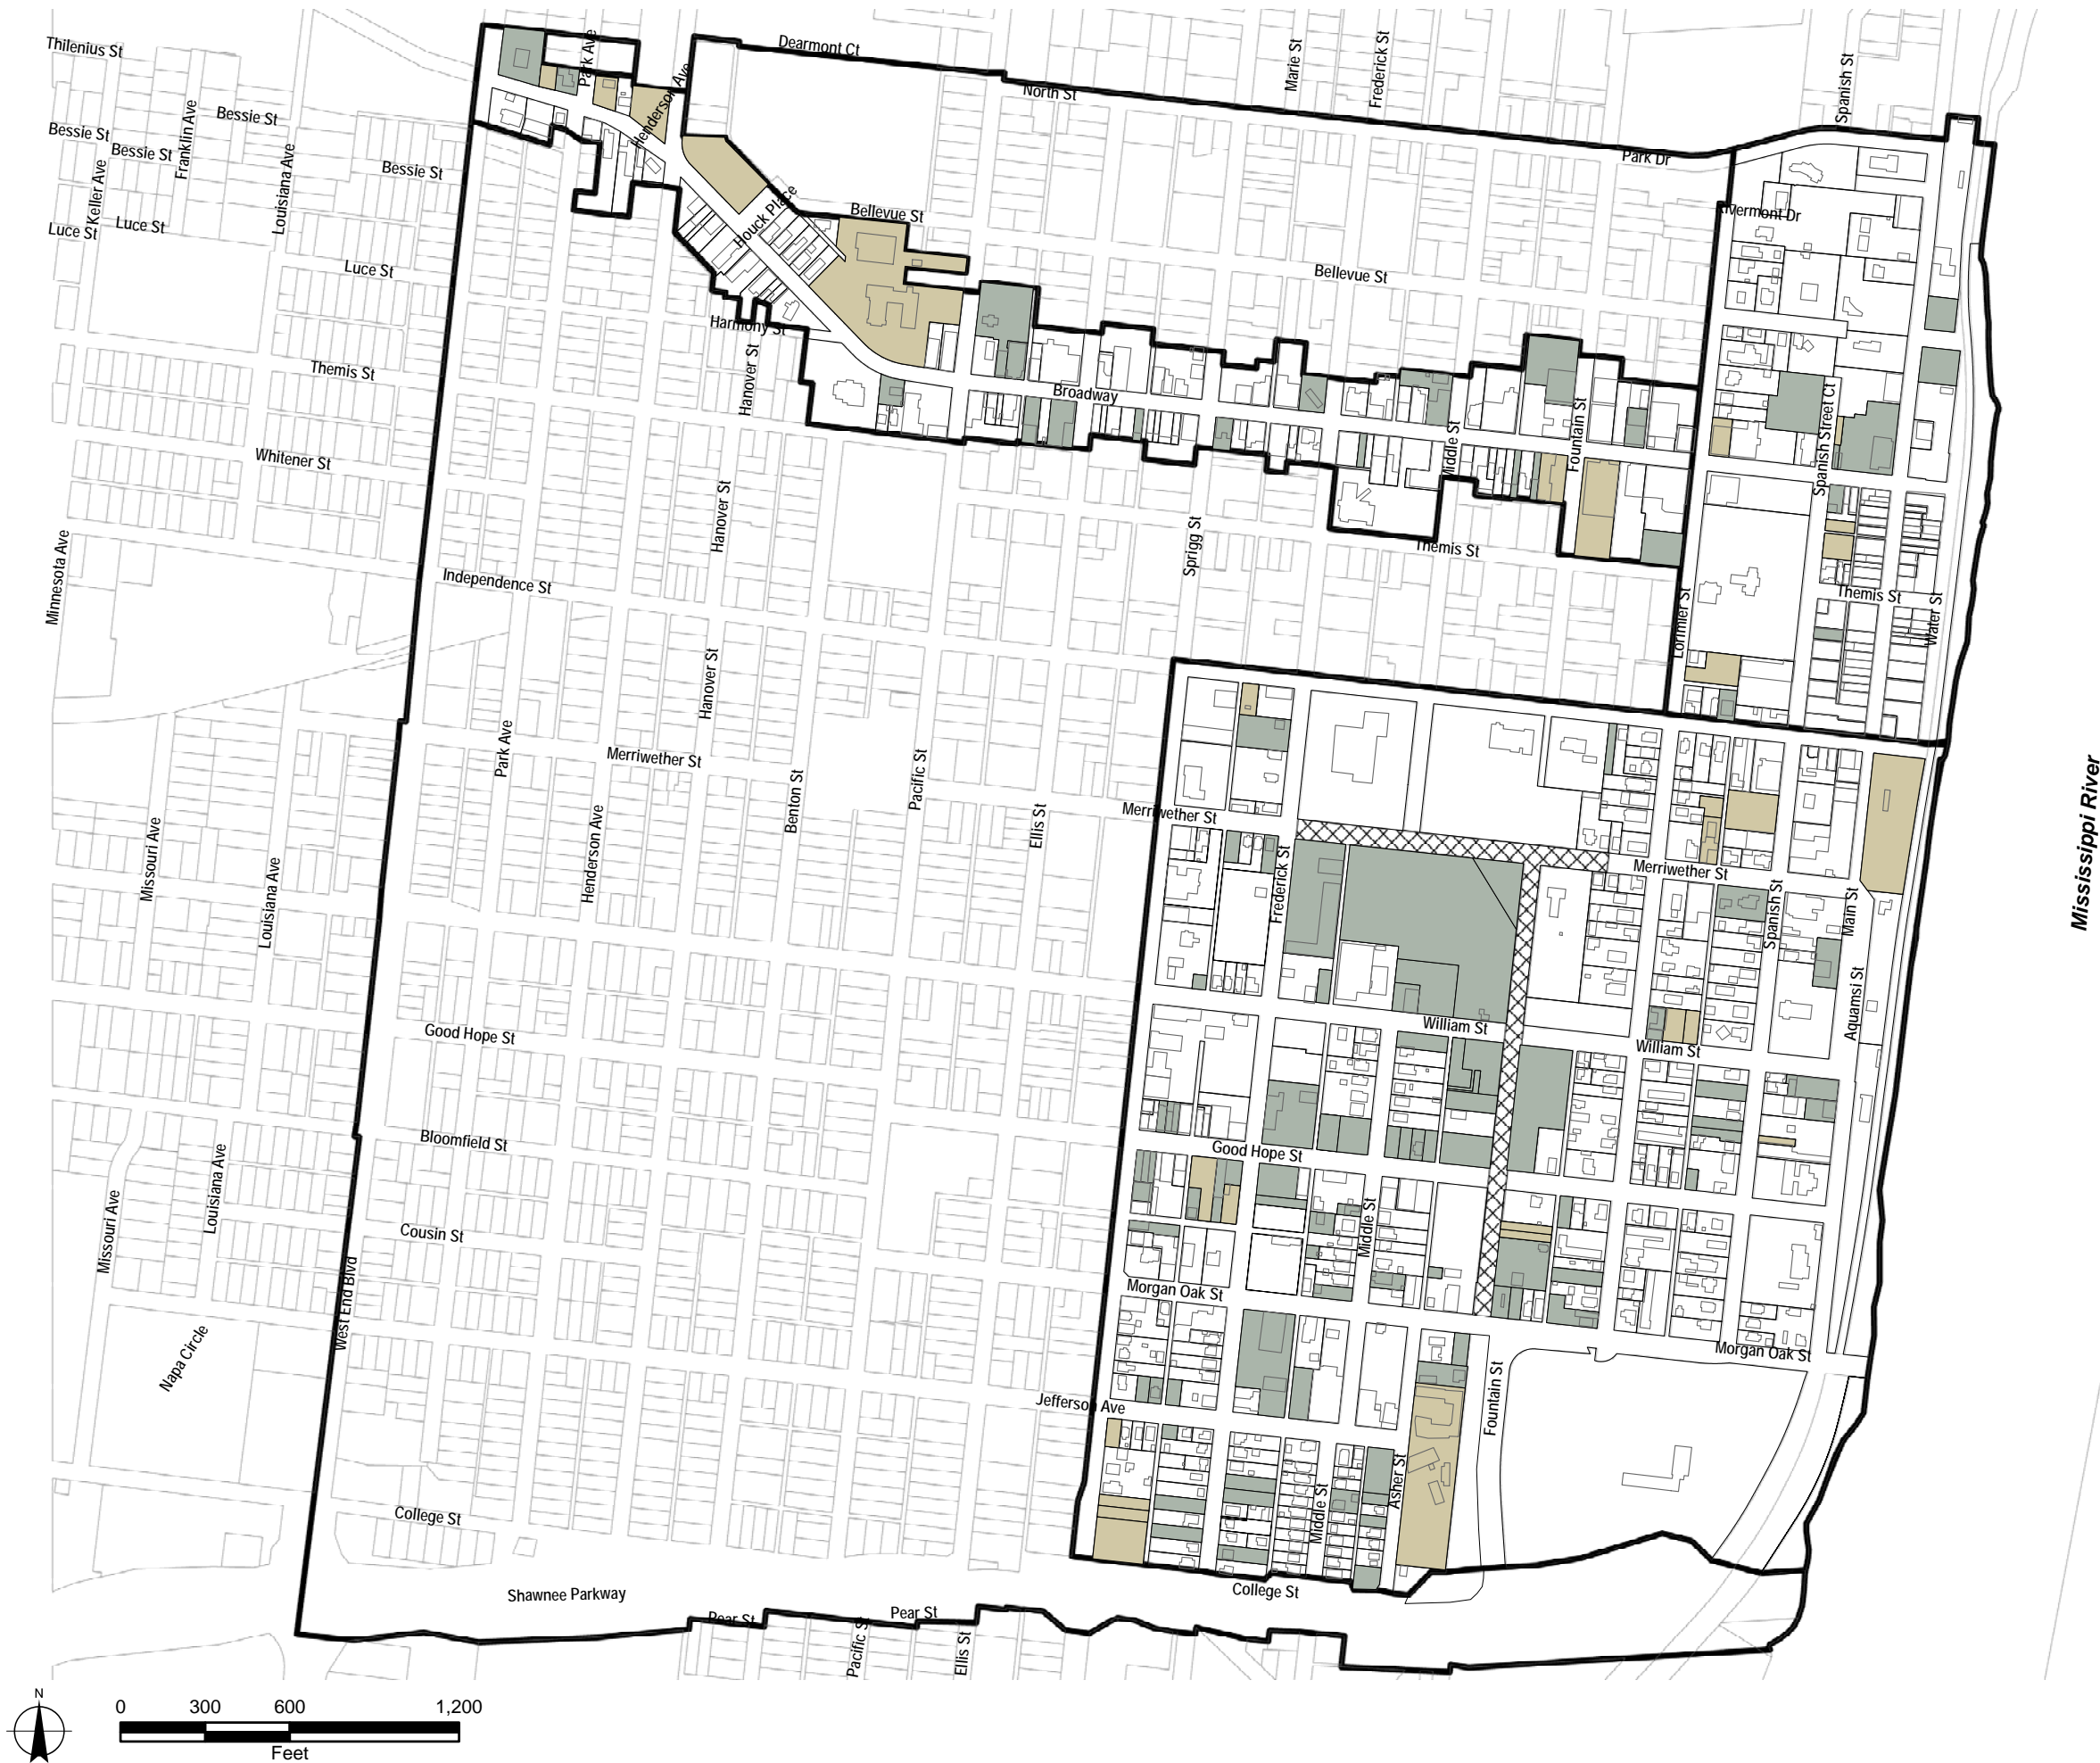 Thilenius St
Park Ave
Dearmont Ct
Marie St
Frederick St
Spanish St
Henderson Ave
North St
Franklin Ave
Bessie St
Bessie St
Bessie St
Keller Ave
Louisiana Ave
Bessie St
Park Dr
Rivermont Dr
Luce St
Luce St
Houck Place
Bellevue St
Luce St
Bellevue St
Harmony St
Hanover St
Themis St
Broadway
Spanish Street Ct
Middle St
Fountain St
Whitener St
Hanover St
Sprigg St
Themis St
Minnesota Ave
Independence St
Themis St
Lorimier St
Water St
Hanover St
Park Ave
Merriwether St
Pacific St
Benton St
Ellis St
Merriwether St
Mississippi River
Missouri Ave
Henderson Ave
Louisiana Ave
Frederick St
Merriwether St
Spanish St
Main St
Aquamsi St
William St
William St
Good Hope St
Bloomfield St
Good Hope St
Louisiana Ave
Missouri Ave
Cousin St
Middle St
West End Blvd
Morgan Oak St
Napa Circle
Morgan Oak St
Jefferson Ave
Fountain St
Asher St
Middle St
College St
College St
Shawnee Parkway
Pear St
Pear St
Pacific St
Ellis St
N
0 300 600 1,200
Feet